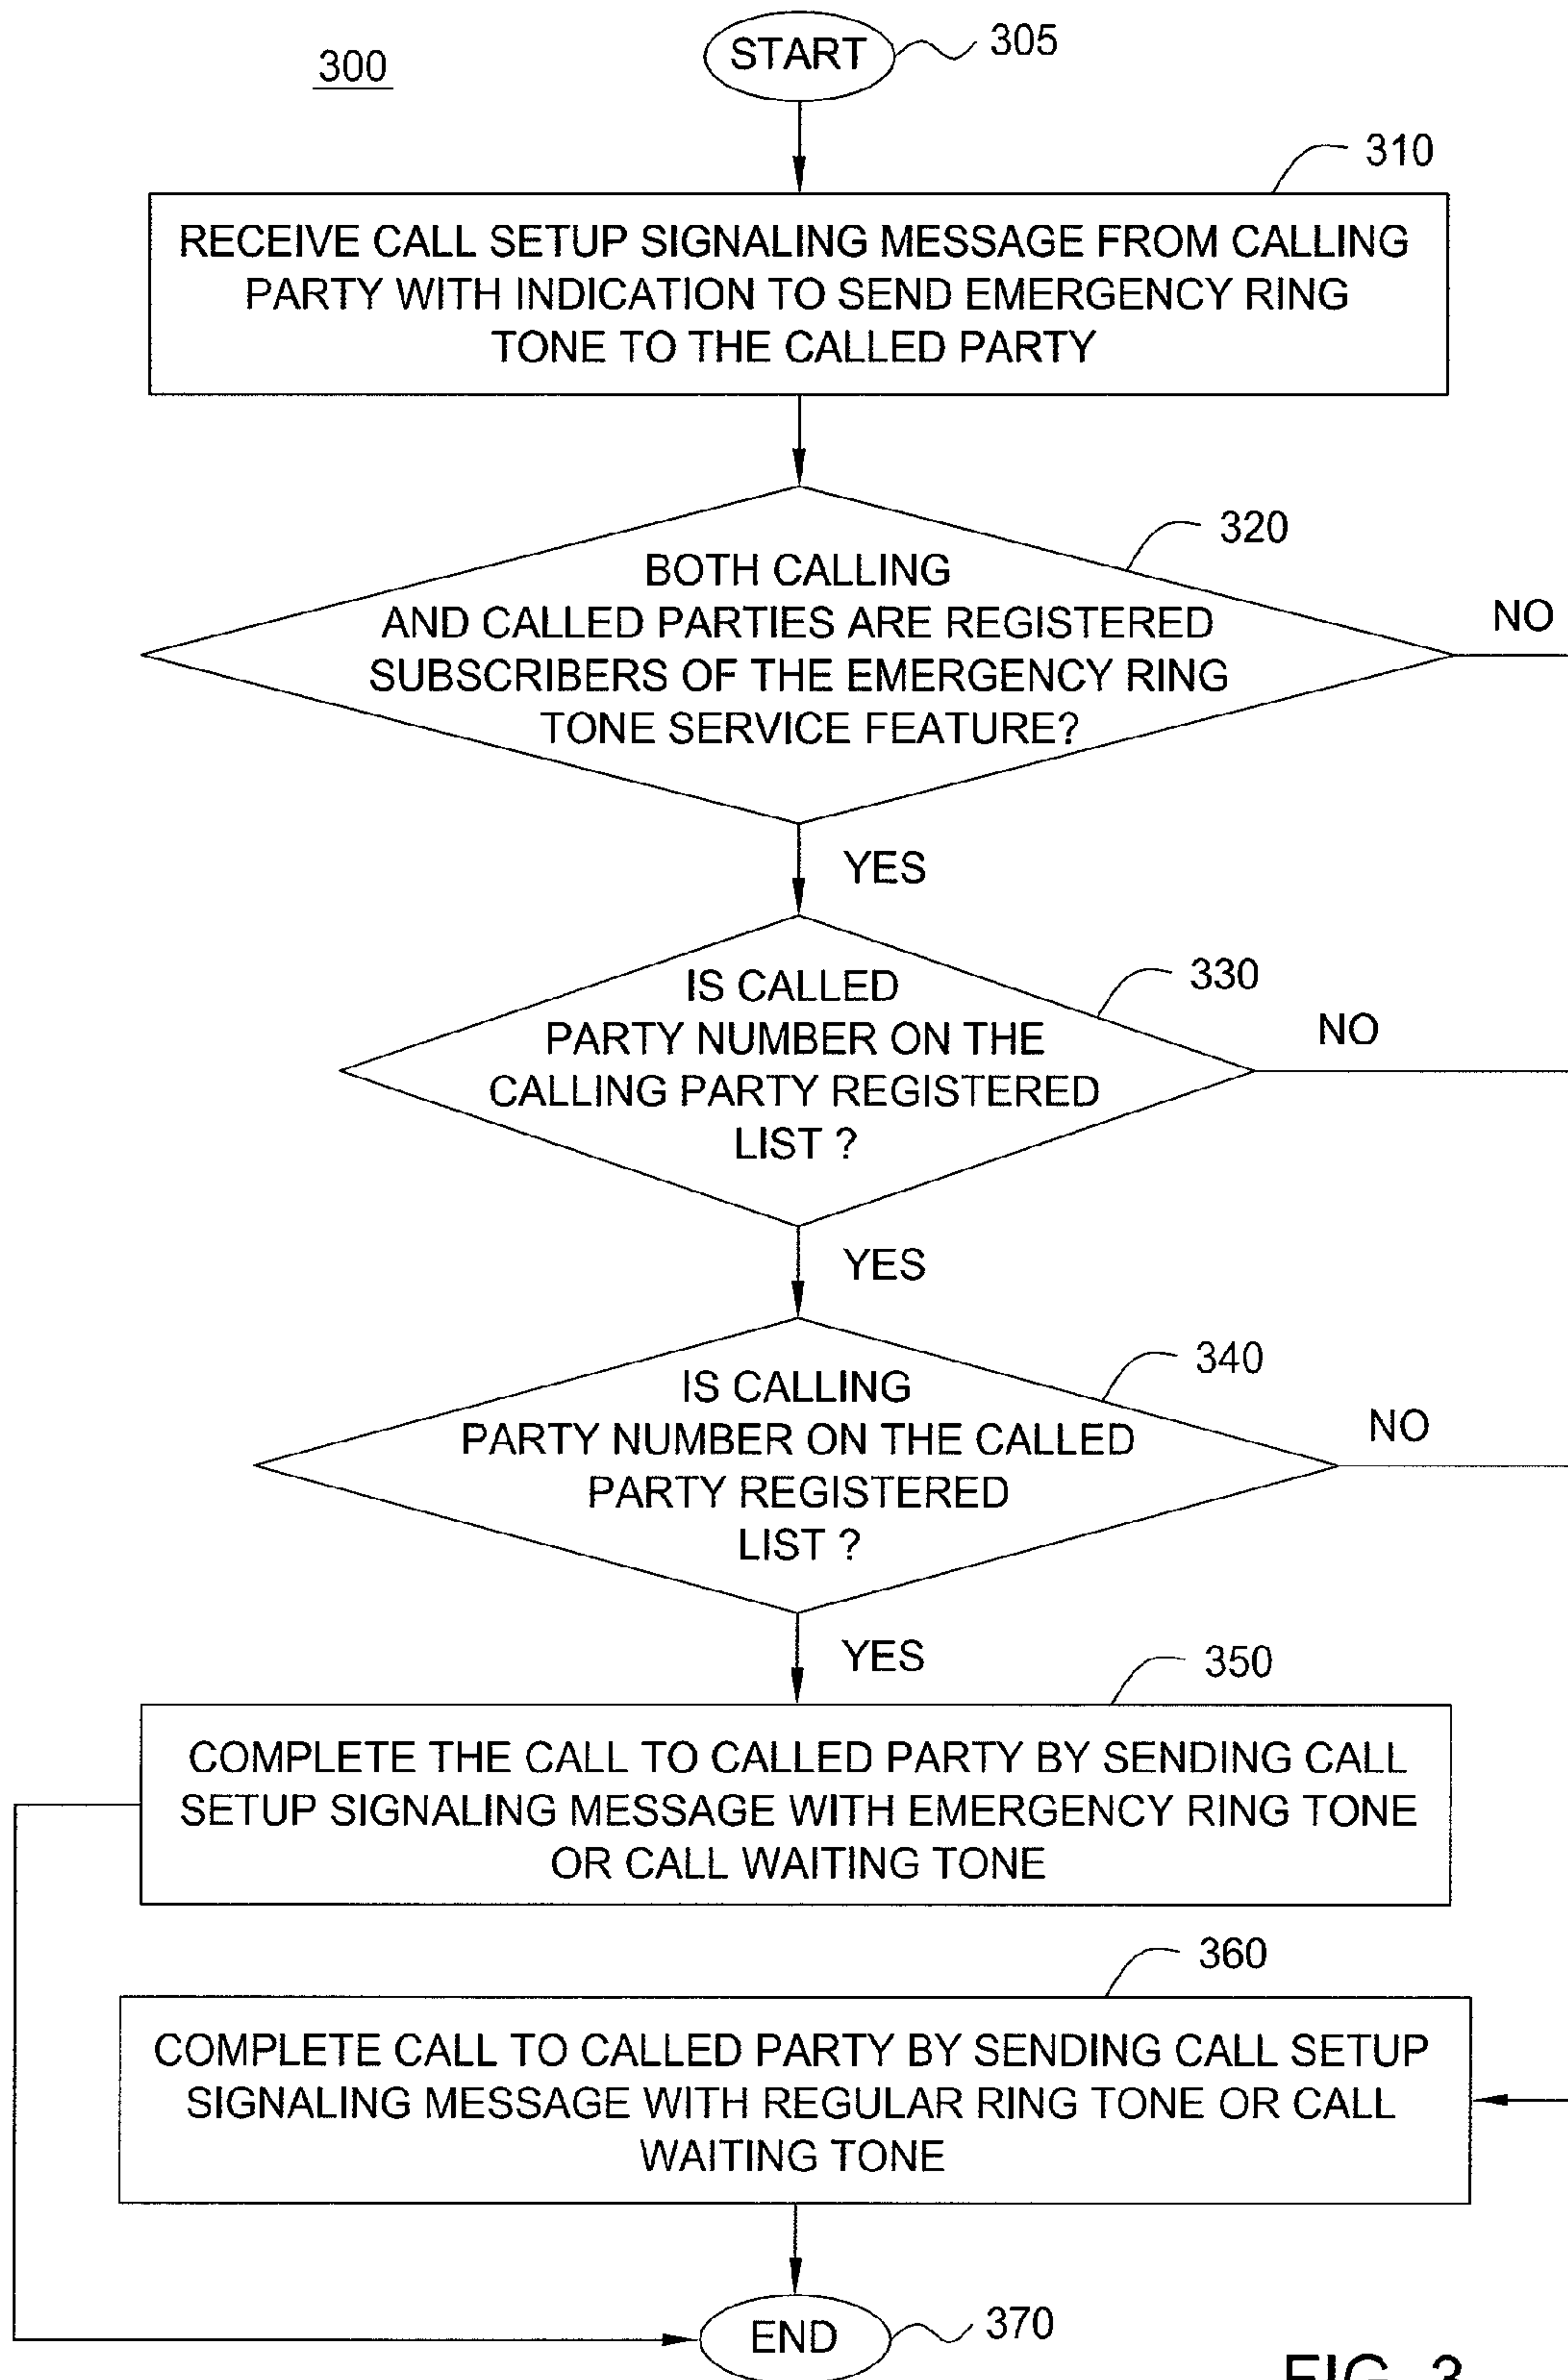 300
START
305
310
RECEIVE CALL SETUP SIGNALING MESSAGE FROM CALLING
PARTY WITH INDICATION TO SEND EMERGENCY RING
TONE TO THE CALLED PARTY
320
BOTH CALLING
AND CALLED PARTIES ARE REGISTERED
SUBSCRIBERS OF THE EMERGENCY RING
TONE SERVICE FEATURE?
NO
YES
330
IS CALLED
PARTY NUMBER ON THE
CALLING PARTY REGISTERED
LIST ?
NO
YES
340
IS CALLING
PARTY NUMBER ON THE CALLED
PARTY REGISTERED
LIST ?
NO
YES
350
COMPLETE THE CALL TO CALLED PARTY BY SENDING CALL
SETUP SIGNALING MESSAGE WITH EMERGENCY RING TONE
OR CALL WAITING TONE
360
COMPLETE CALL TO CALLED PARTY BY SENDING CALL SETUP
SIGNALING MESSAGE WITH REGULAR RING TONE OR CALL
WAITING TONE
END
370
FIG. 3